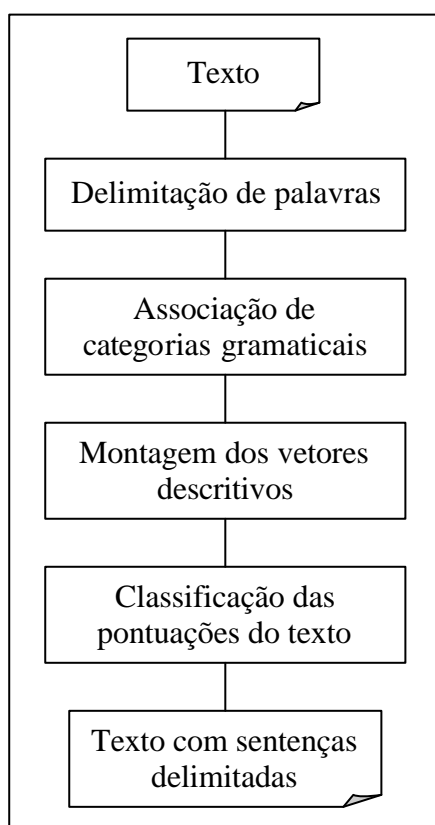 Texto
Delimitação de palavras
Associação de
categorias gramaticais
Montagem dos vetores
descritivos
Classificação das
pontuações do texto
Texto com sentenças
delimitadas